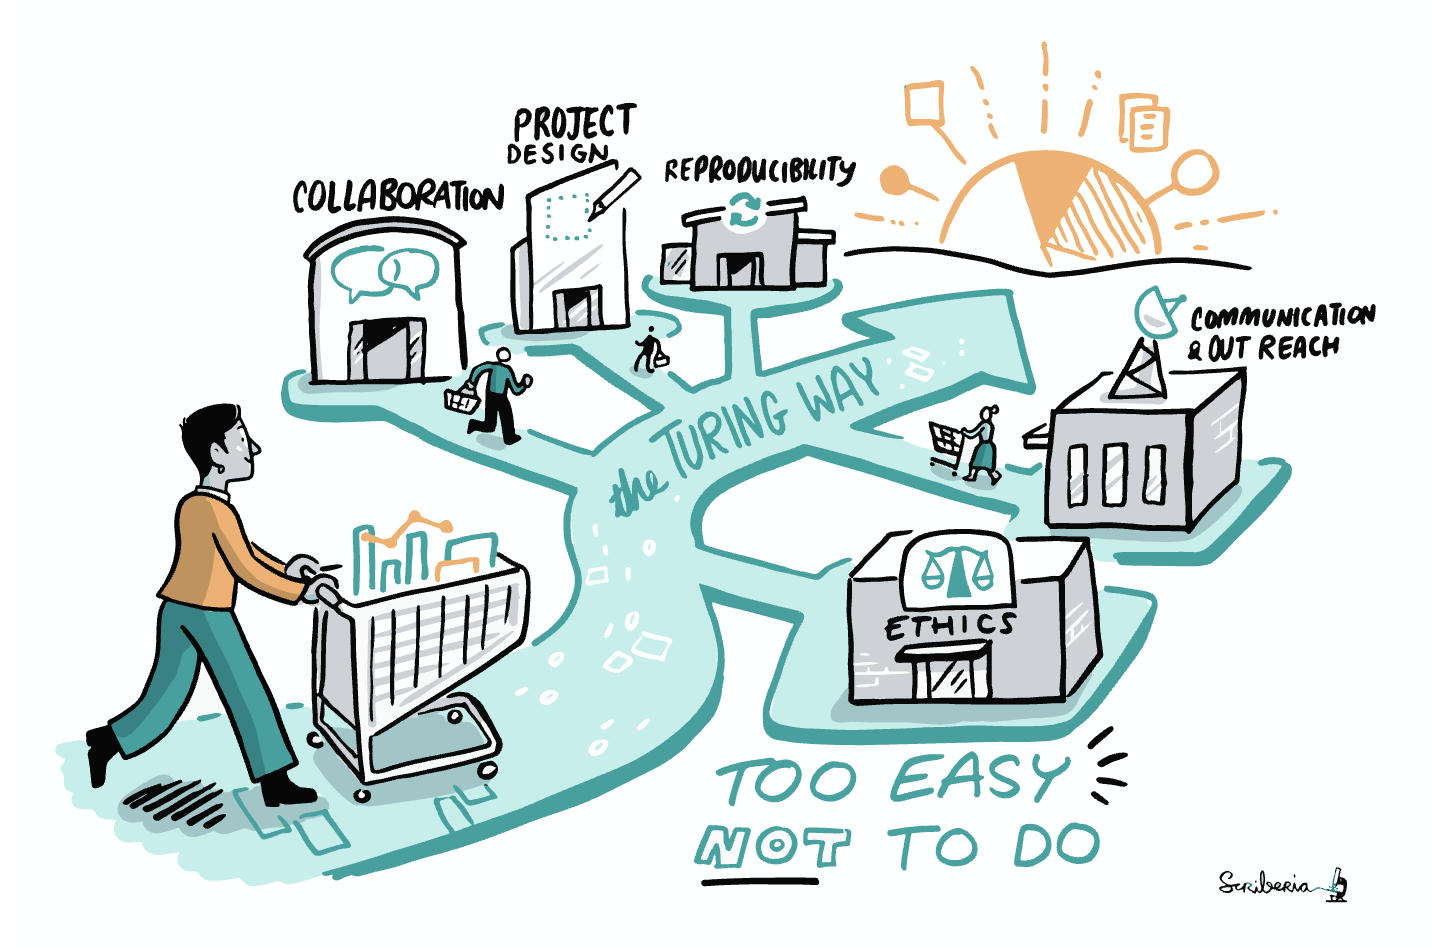 PROJECT
DESIGN
COLLABORATION
REPRODUCIBILITY
COMMUNICATION
& OUT REACH
the TURING WAY
ETHICS
TOO EASY
NOT TO DO
Scriberia